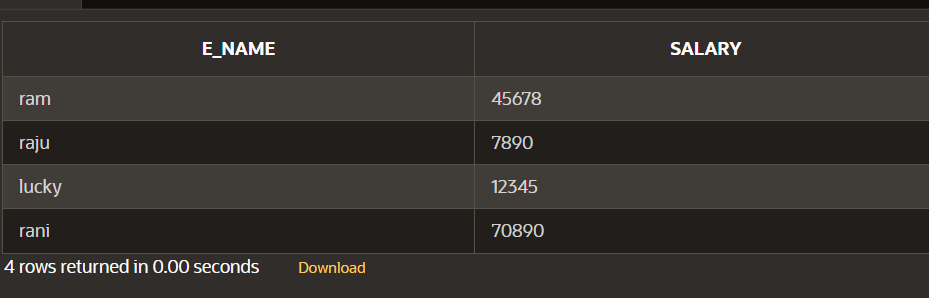 E_NAME SALARY
ram 45678
raju 7890
lucky 12345
rani 70890
4 rows returned in 0.00 seconds Download